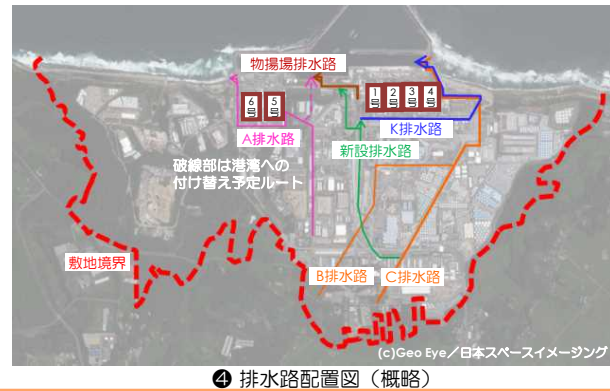 物揚場排水路
6号
5号
1号
2号
3号
4号
A排水路
K排水路
新設排水路
破線部は港湾への
付け替え予定ルート
敷地境界
B排水路
C排水路
(c)Geo Eye／日本スペースイメージング
❹ 排水路配置図（概略）